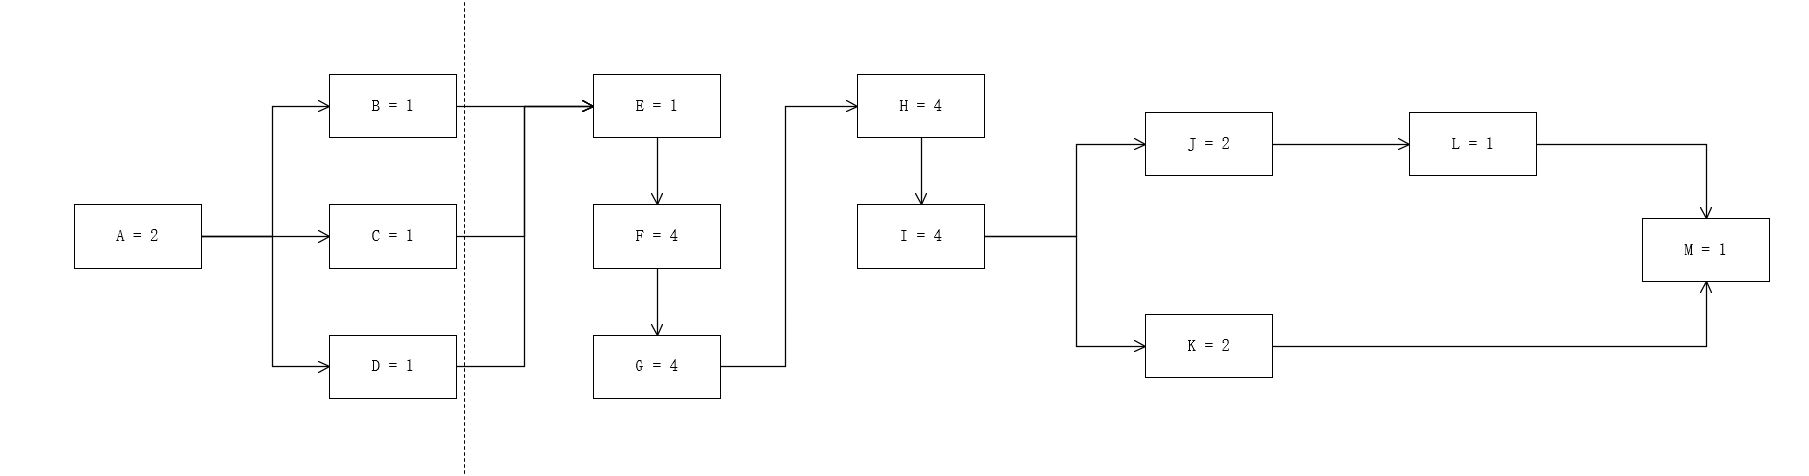 A = 2
B = 1
C = 1
D = 1
E = 1
F = 4
G = 4
H = 4
I = 4
J = 2
K = 2
L = 1
M = 1